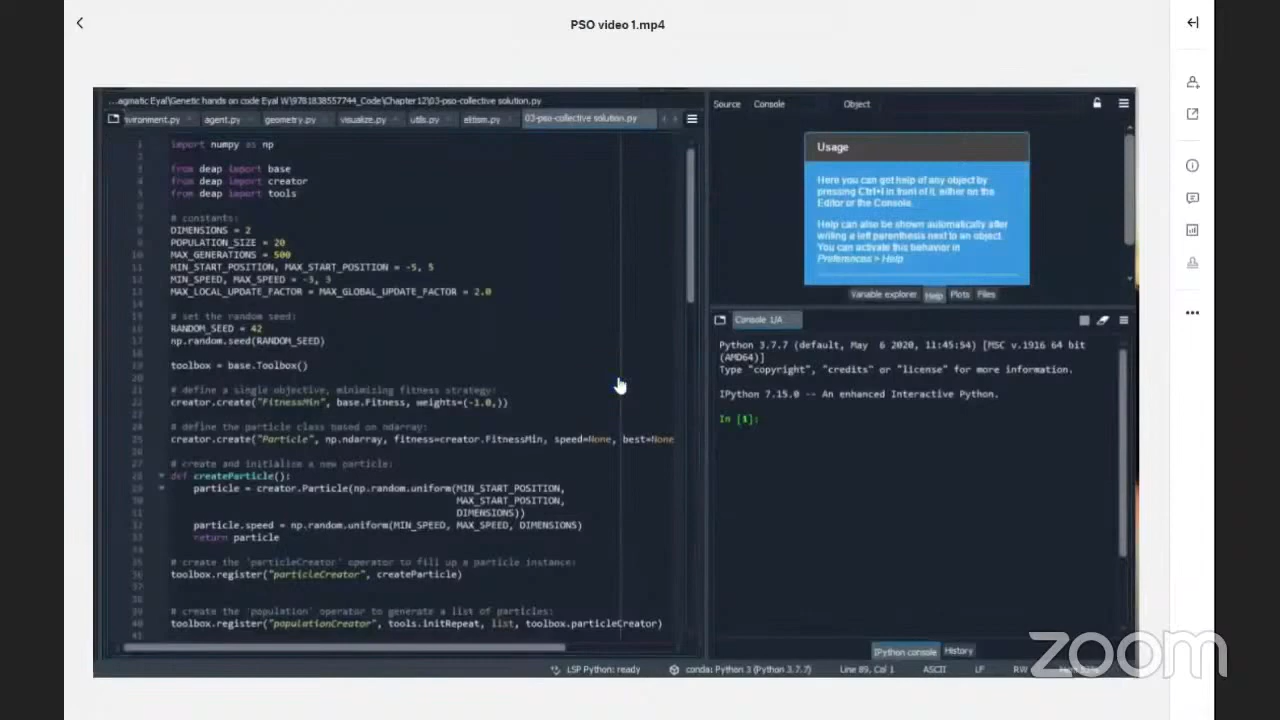 PSO video 1.mp4
...agmatic Eyal\Genetic hands on code Eyal W\9781838557744_Code\Chapter12\03-pso-collective solution.py
vironment.py agent.py geometry.py visualize.py utils.py elitism.py 03-pso-collective solution.py
import numpy as np
from deap import base
from deap import creator
from deap import tools
# constants:
DIMENSIONS = 2
POPULATION_SIZE = 20
MAX_GENERATIONS = 500
MIN_START_POSITION, MAX_START_POSITION = -5, 5
MIN_SPEED, MAX_SPEED = -3, 3
MAX_LOCAL_UPDATE_FACTOR = MAX_GLOBAL_UPDATE_FACTOR = 2.0
# set the random seed:
RANDOM_SEED = 42
np.random.seed(RANDOM_SEED)
toolbox = base.Toolbox()
# define a single objective, minimizing fitness strategy:
creator.create("FitnessMin", base.Fitness, weights=(-1.0,))
# define the particle class based on ndarray:
creator.create("Particle", np.ndarray, fitness=creator.FitnessMin, speed=None, best=None
# create and initialize a new particle:
def createParticle():
particle = creator.Particle(np.random.uniform(MIN_START_POSITION,
MAX_START_POSITION,
DIMENSIONS))
particle.speed = np.random.uniform(MIN_SPEED, MAX_SPEED, DIMENSIONS)
return particle
# create the 'particleCreator' operator to fill up a particle instance:
toolbox.register("particleCreator", createParticle)
# create the 'population' operator to generate a list of particles:
toolbox.register("populationCreator", tools.initRepeat, list, toolbox.particleCreator)
Source Console Object
Usage
Here you can get help of any object by
pressing Ctrl+I in front of it, either on the
Editor or the Console.
Help can also be shown automatically after
writing a left parenthesis next to an object.
You can activate this behavior in
Preferences > Help
Variable explorer Help Plots Files
Console 1/A
Python 3.7.7 (default, May 6 2020, 11:45:54) [MSC v.1916 64 bit
(AMD64)]
Type "copyright", "credits" or "license" for more information.
IPython 7.15.0 -- An enhanced Interactive Python.
In [1]:
IPython console History
LSP Python: ready conda: Python 3 (Python 3.7.7) Line 89, Col 1 ASCII LF RW
zoom